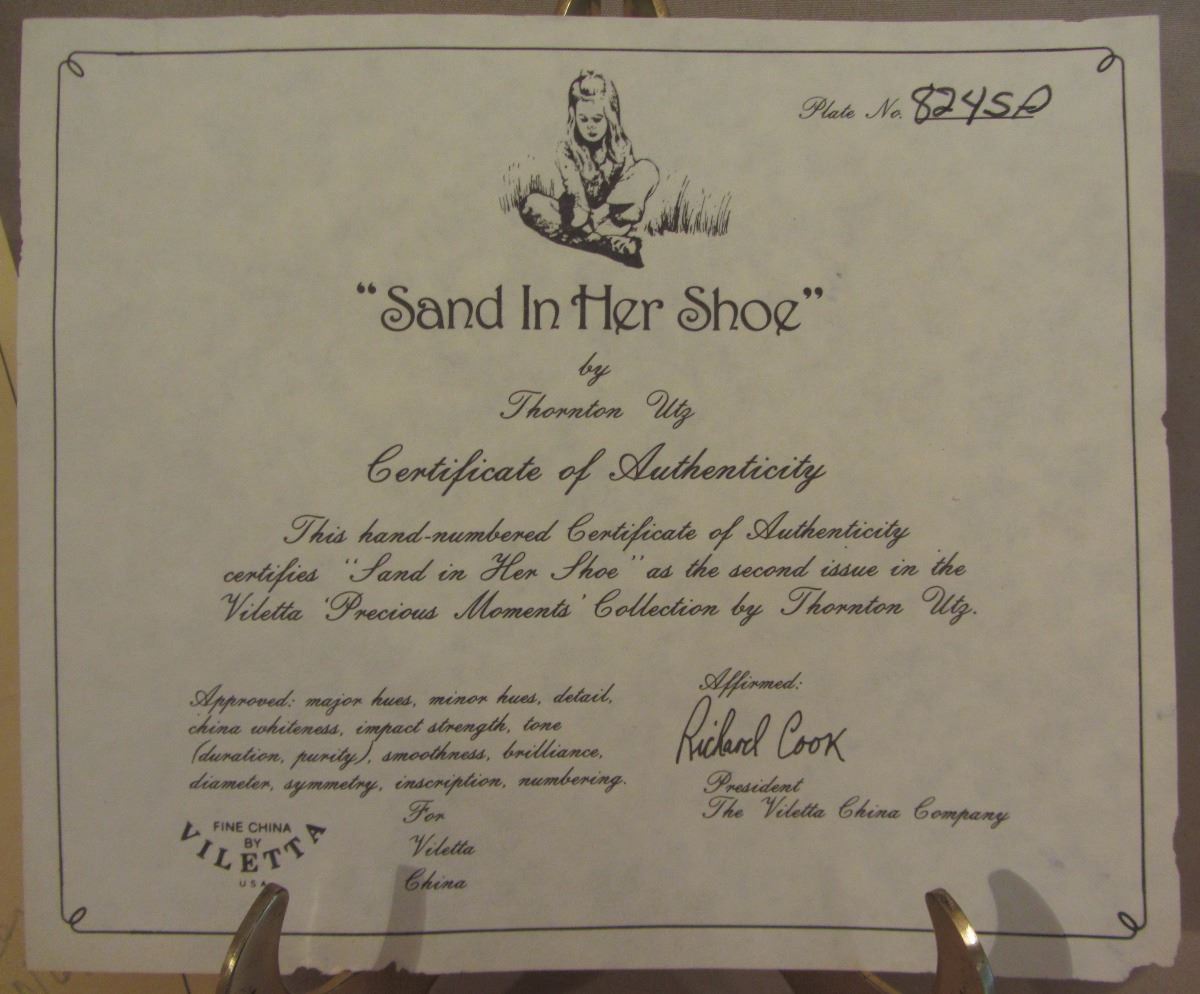 Plate No. 824SP
“Sand In Her Shoe”
by
Thornton Utz
Certificate of Authenticity
This hand-numbered Certificate of Authenticity
certifies “Sand in Her Shoe” as the second issue in the
Viletta ‘Precious Moments’ Collection by Thornton Utz.
Approved: major hues, minor hues, detail,
china whiteness, impact strength, tone
(duration, purity), smoothness, brilliance,
diameter, symmetry, inscription, numbering.
For
Viletta
China
FINE CHINA
BY
VILETTA
USA
Affirmed:
Richard Cook
President
The Viletta China Company